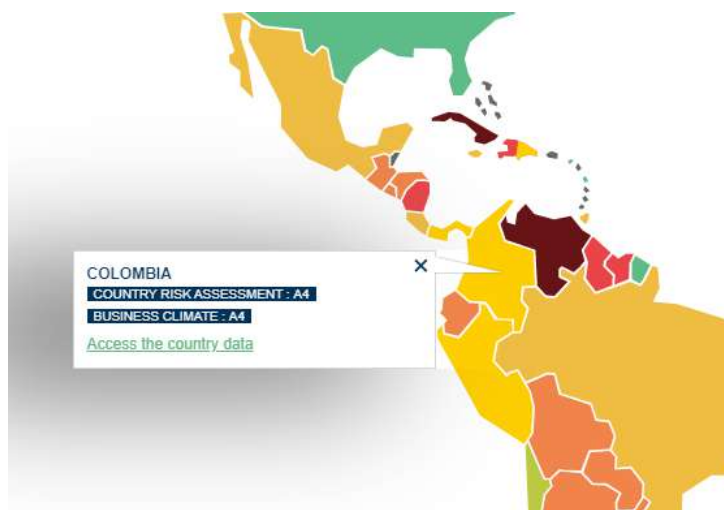 COLOMBIA ×
COUNTRY RISK ASSESSMENT : A4
BUSINESS CLIMATE : A4
Access the country data